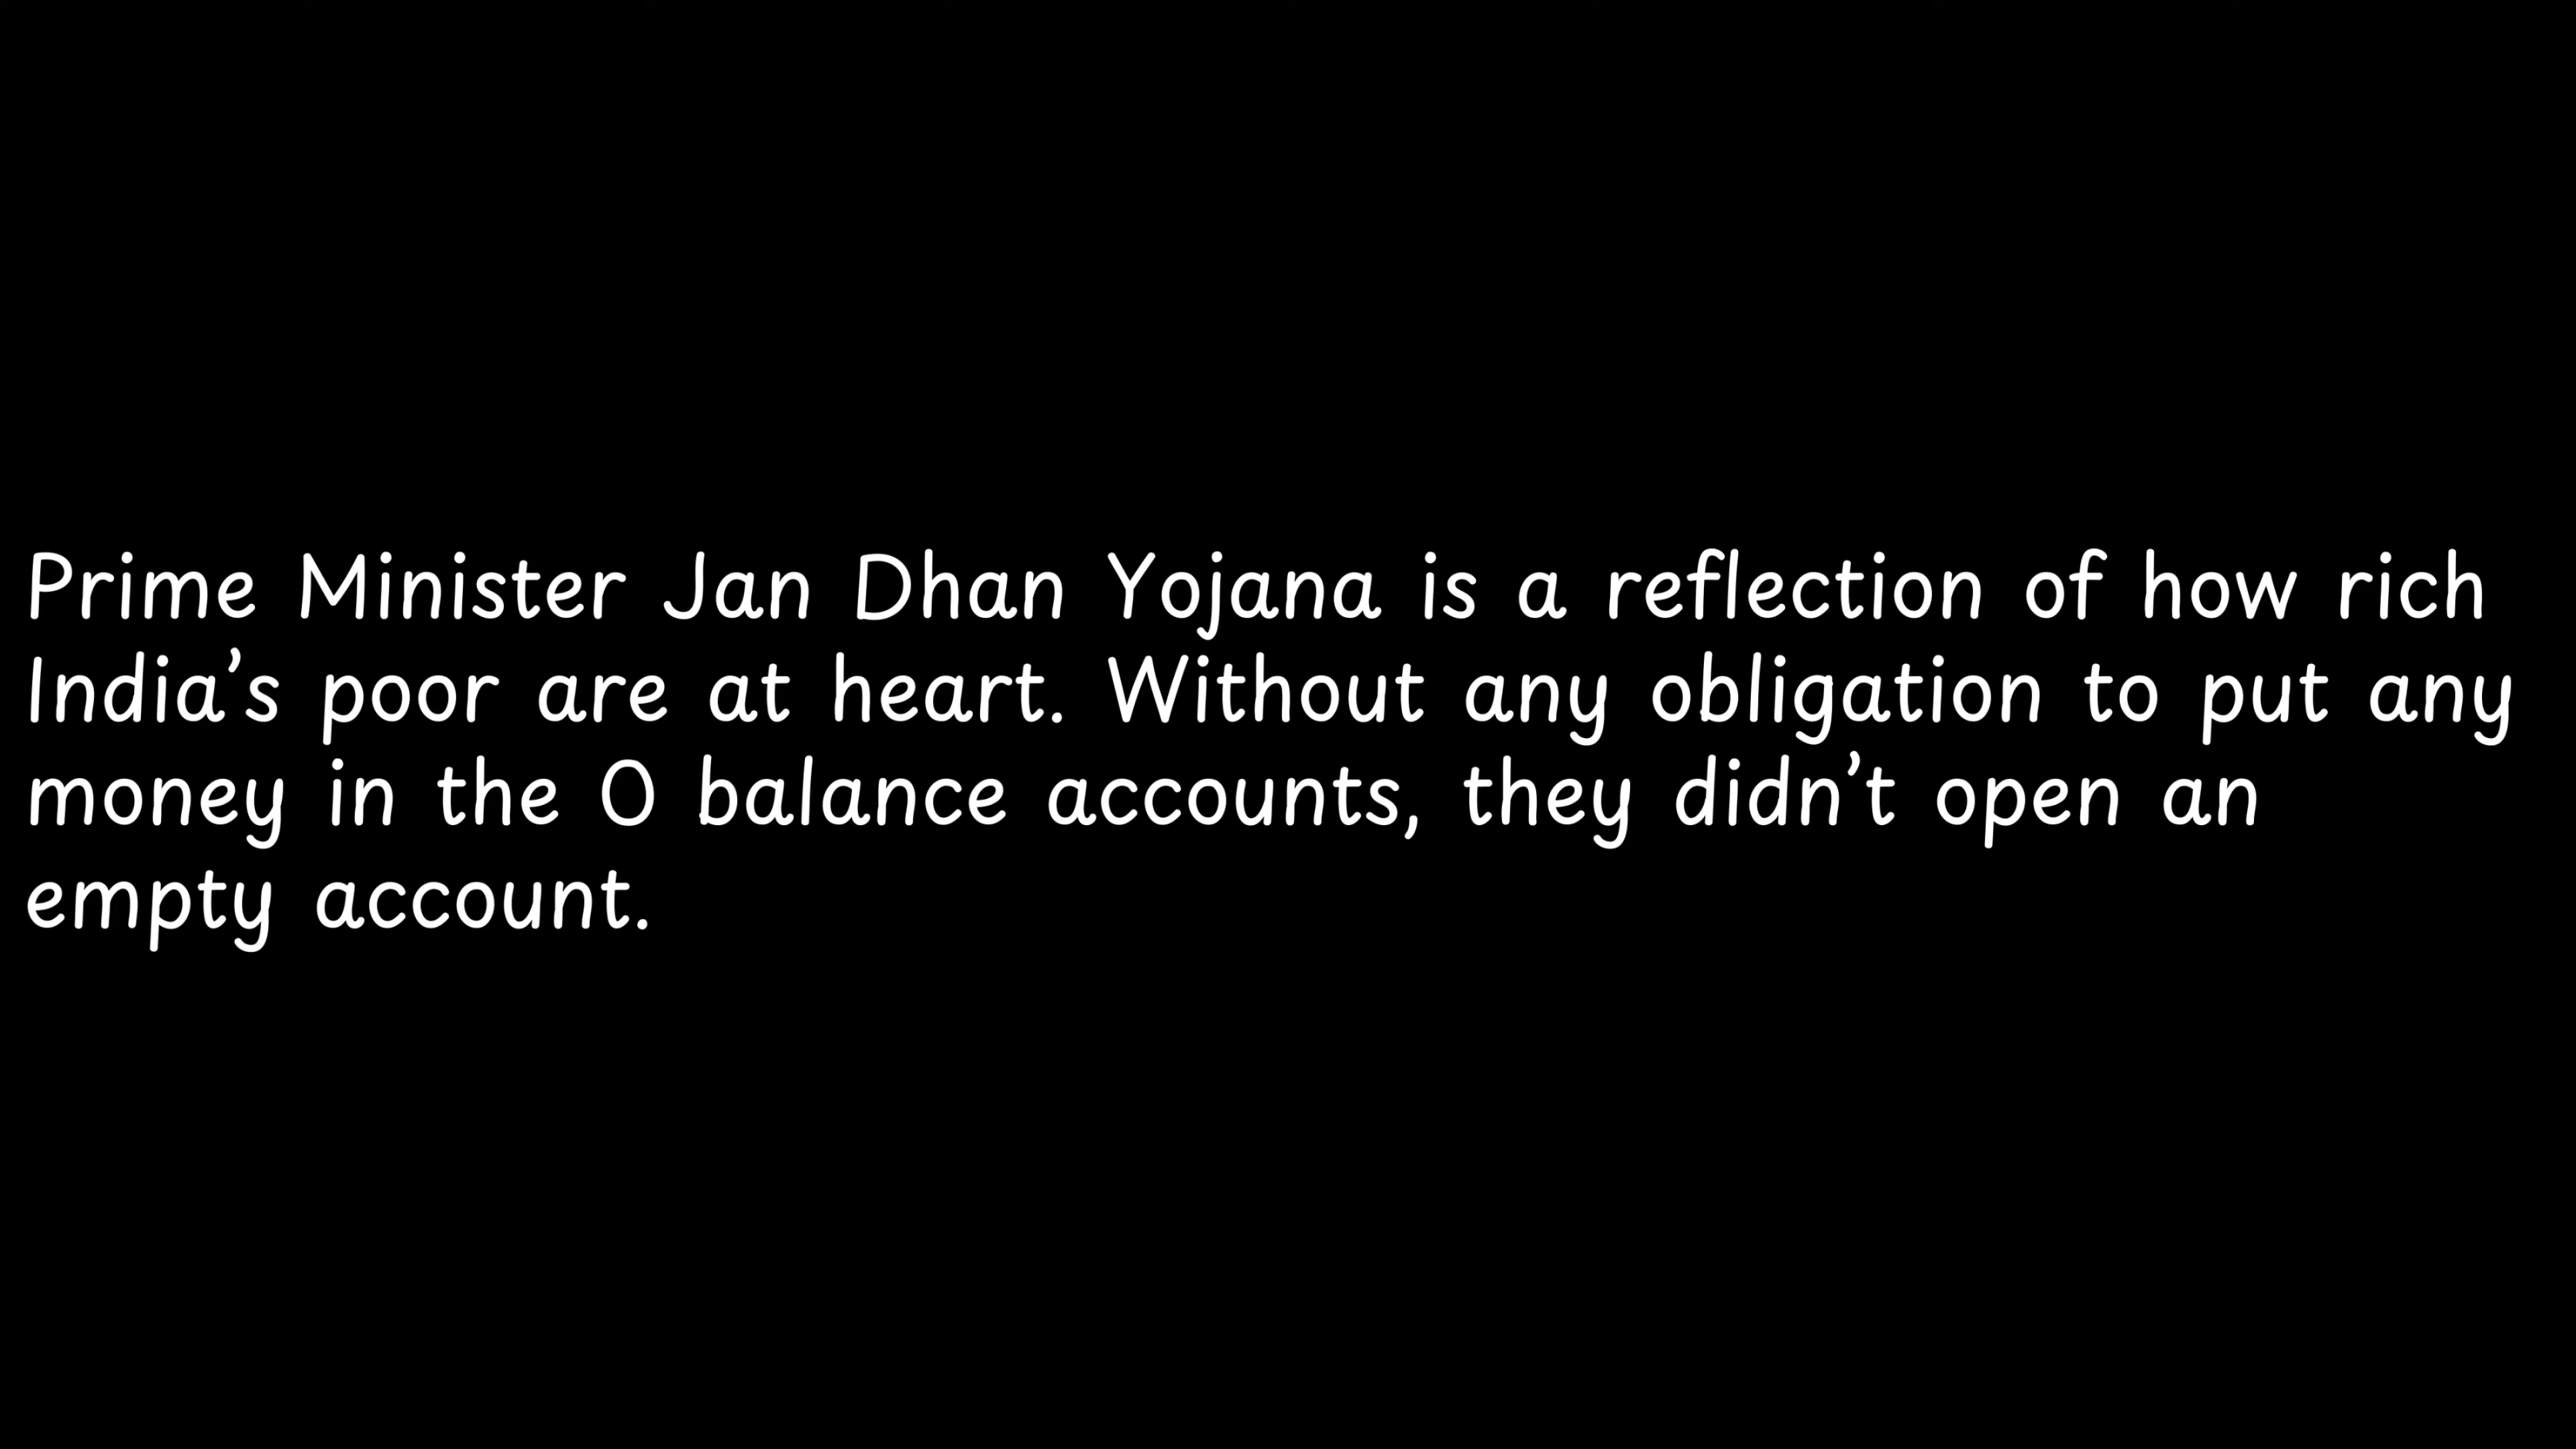 Prime Minister Jan Dhan Yojana is a reflection of how rich
India’s poor are at heart. Without any obligation to put any
money in the 0 balance accounts, they didn’t open an
empty account.